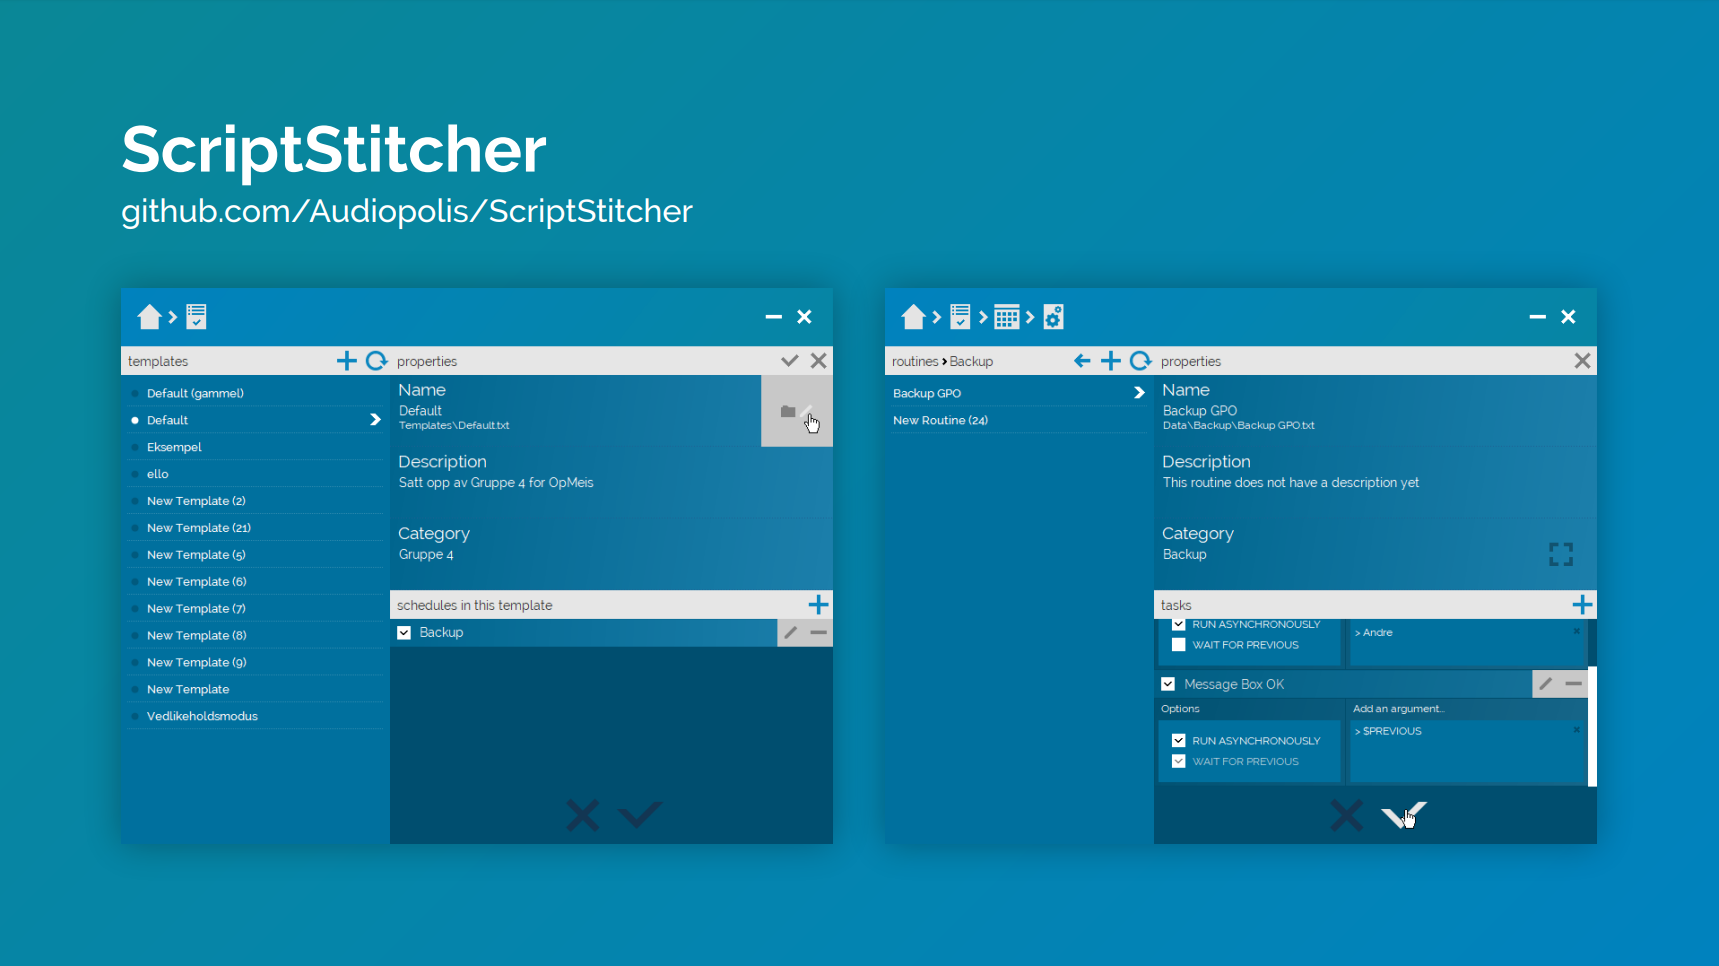 ScriptStitcher
github.com/Audiopolis/ScriptStitcher
templates
Default (gammel)
Default
Eksempel
ello
New Template (2)
New Template (21)
New Template (5)
New Template (6)
New Template (7)
New Template (8)
New Template (9)
New Template
Vedlikeholdsmodus
properties
Name
Default
Templates\Default.txt
Description
Satt opp av Gruppe 4 for OpMeis
Category
Gruppe 4
schedules in this template
Backup
routines > Backup
Backup GPO
New Routine (24)
properties
Name
Backup GPO
Data\Backup\Backup GPO.txt
Description
This routine does not have a description yet
Category
Backup
tasks
RUN ASYNCHRONOUSLY
WAIT FOR PREVIOUS
> Andre
Message Box OK
Options
RUN ASYNCHRONOUSLY
WAIT FOR PREVIOUS
Add an argument...
> $PREVIOUS